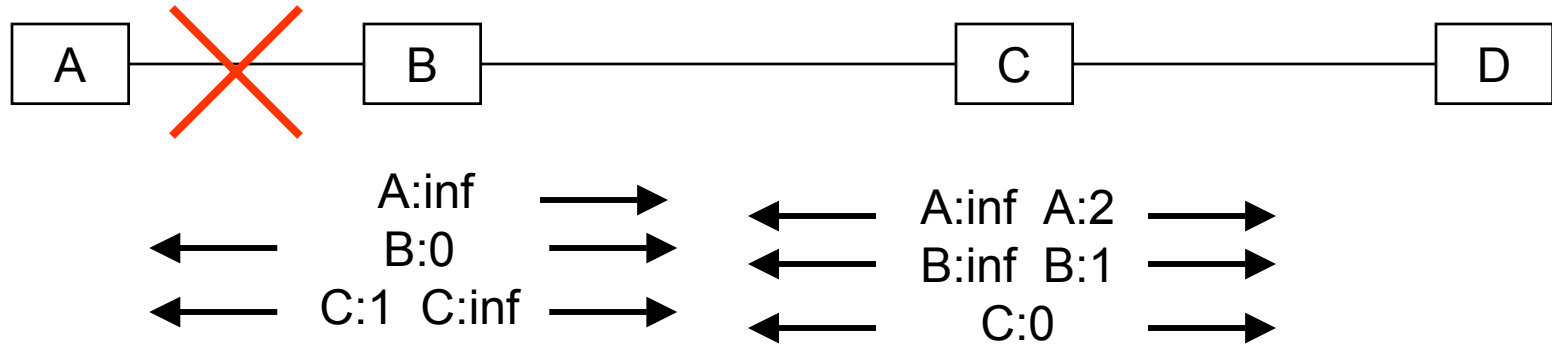 A B C D
A:inf
B:0
C:1 C:inf
A:inf A:2
B:inf B:1
C:0